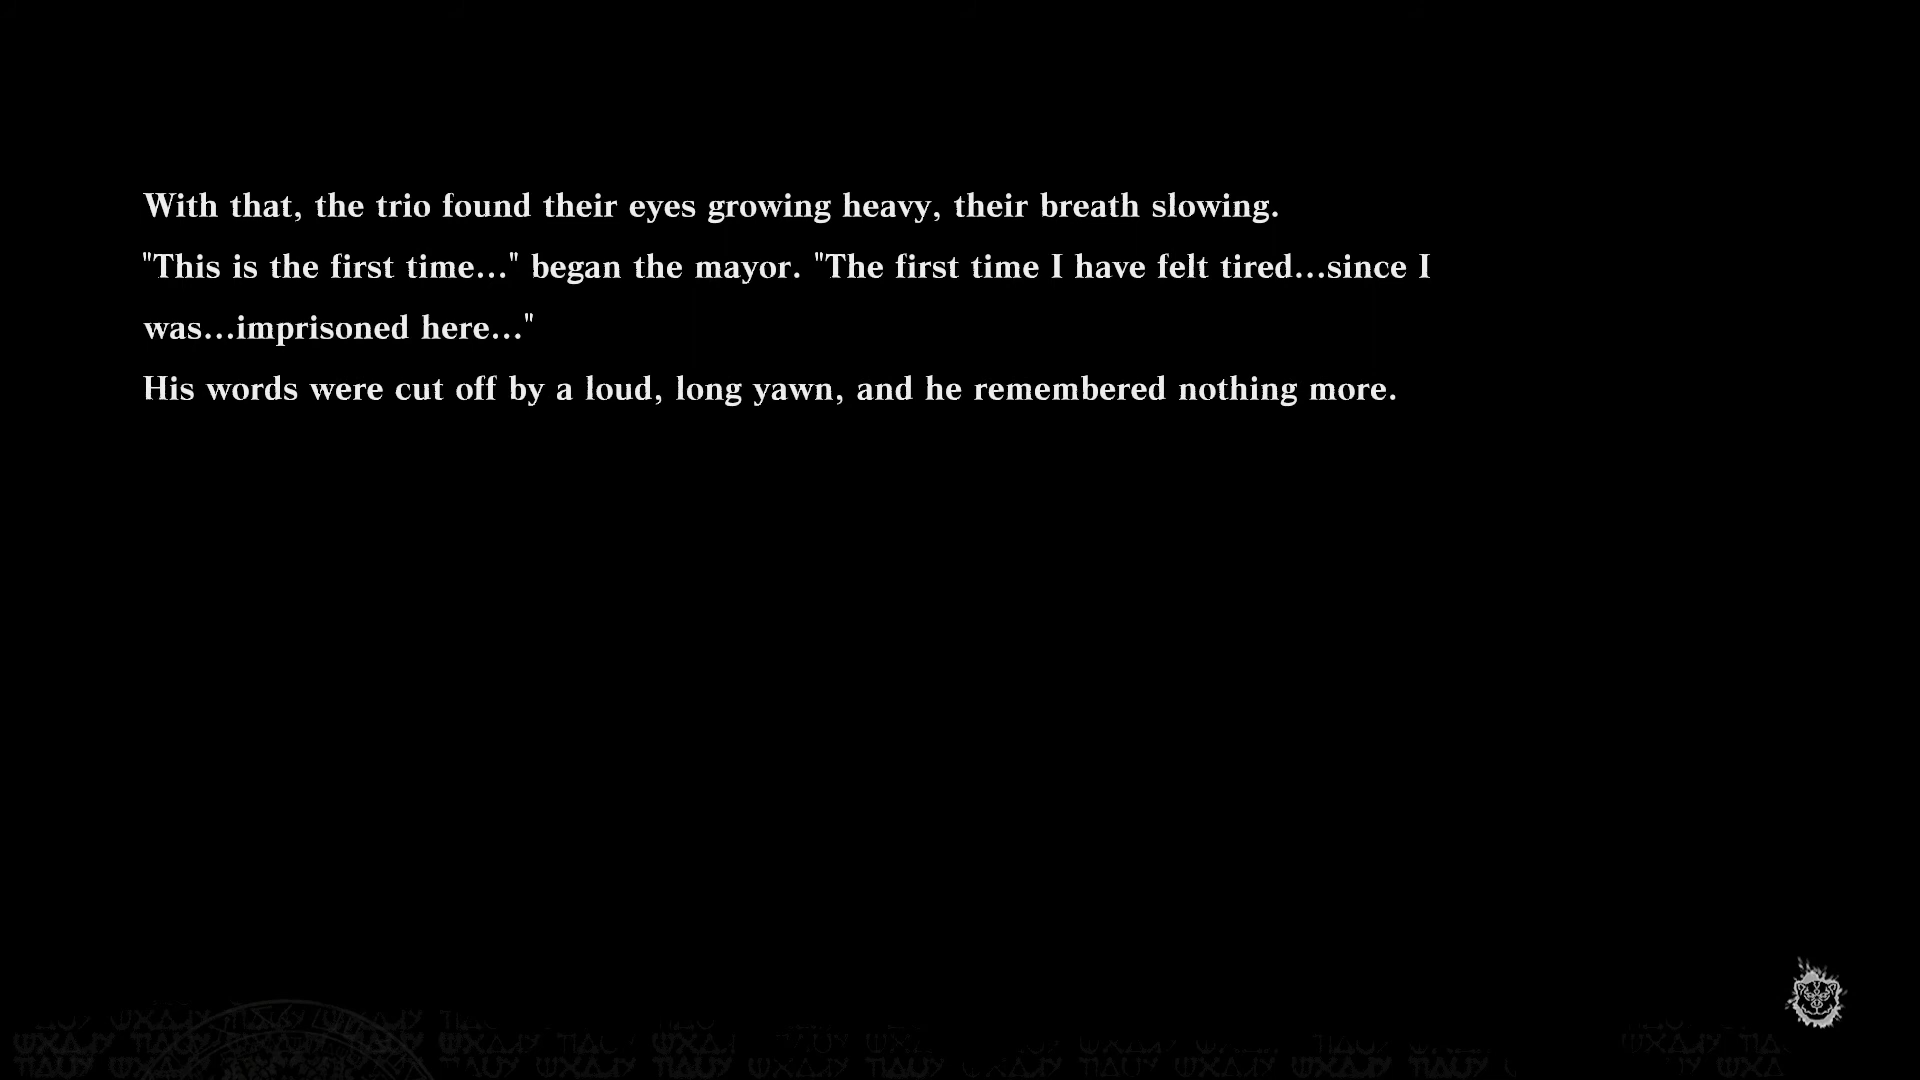 With that, the trio found their eyes growing heavy, their breath slowing.
"This is the first time..." began the mayor. "The first time I have felt tired...since I
was...imprisoned here..."
His words were cut off by a loud, long yawn, and he remembered nothing more.